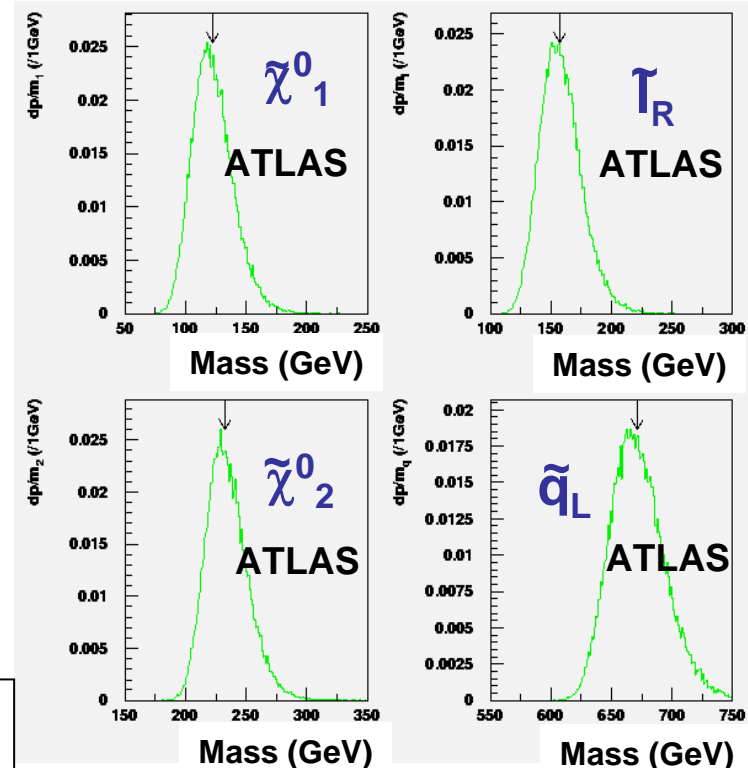 dp/m₁ (/1GeV)
0.025
0.02
0.015
0.01
0.005
0
χ̃⁰₁
ATLAS
50 100 150 200 250
Mass (GeV)
dp/mₗ (/1GeV)
0.025
0.02
0.015
0.01
0.005
0
l̃R
ATLAS
100 150 200 250 300
Mass (GeV)
dp/m₂ (/1GeV)
0.025
0.02
0.015
0.01
0.005
0
χ̃⁰₂
ATLAS
150 200 250 300 350
Mass (GeV)
dp/mq (/1GeV)
0.02
0.0175
0.015
0.0125
0.01
0.0075
0.005
0.0025
0
q̃L
ATLAS
550 600 650 700 750
Mass (GeV)